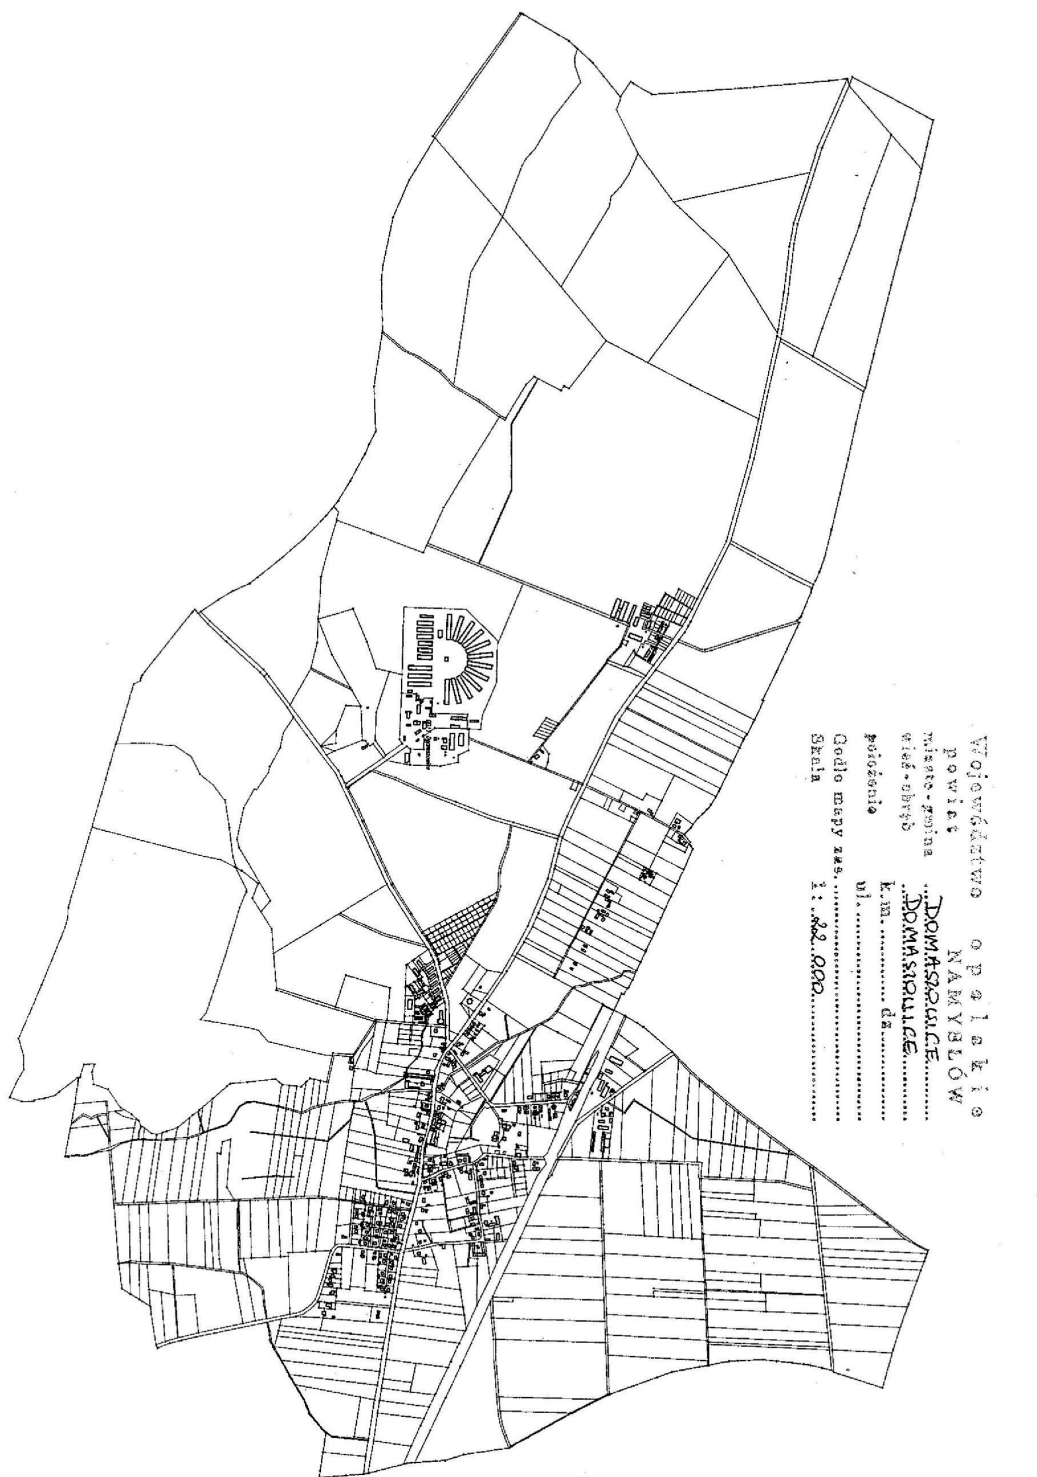 Województwo opolskie
powiat NAMYSŁÓW
miasto-gmina ...DOMASZOWICE............
wieś-obręb ...DOMASZOWICE............
k.m. ............ dz. ................
położenie ul. ................................
Godło mapy zas. ................................
Skala 1: ..22.000................